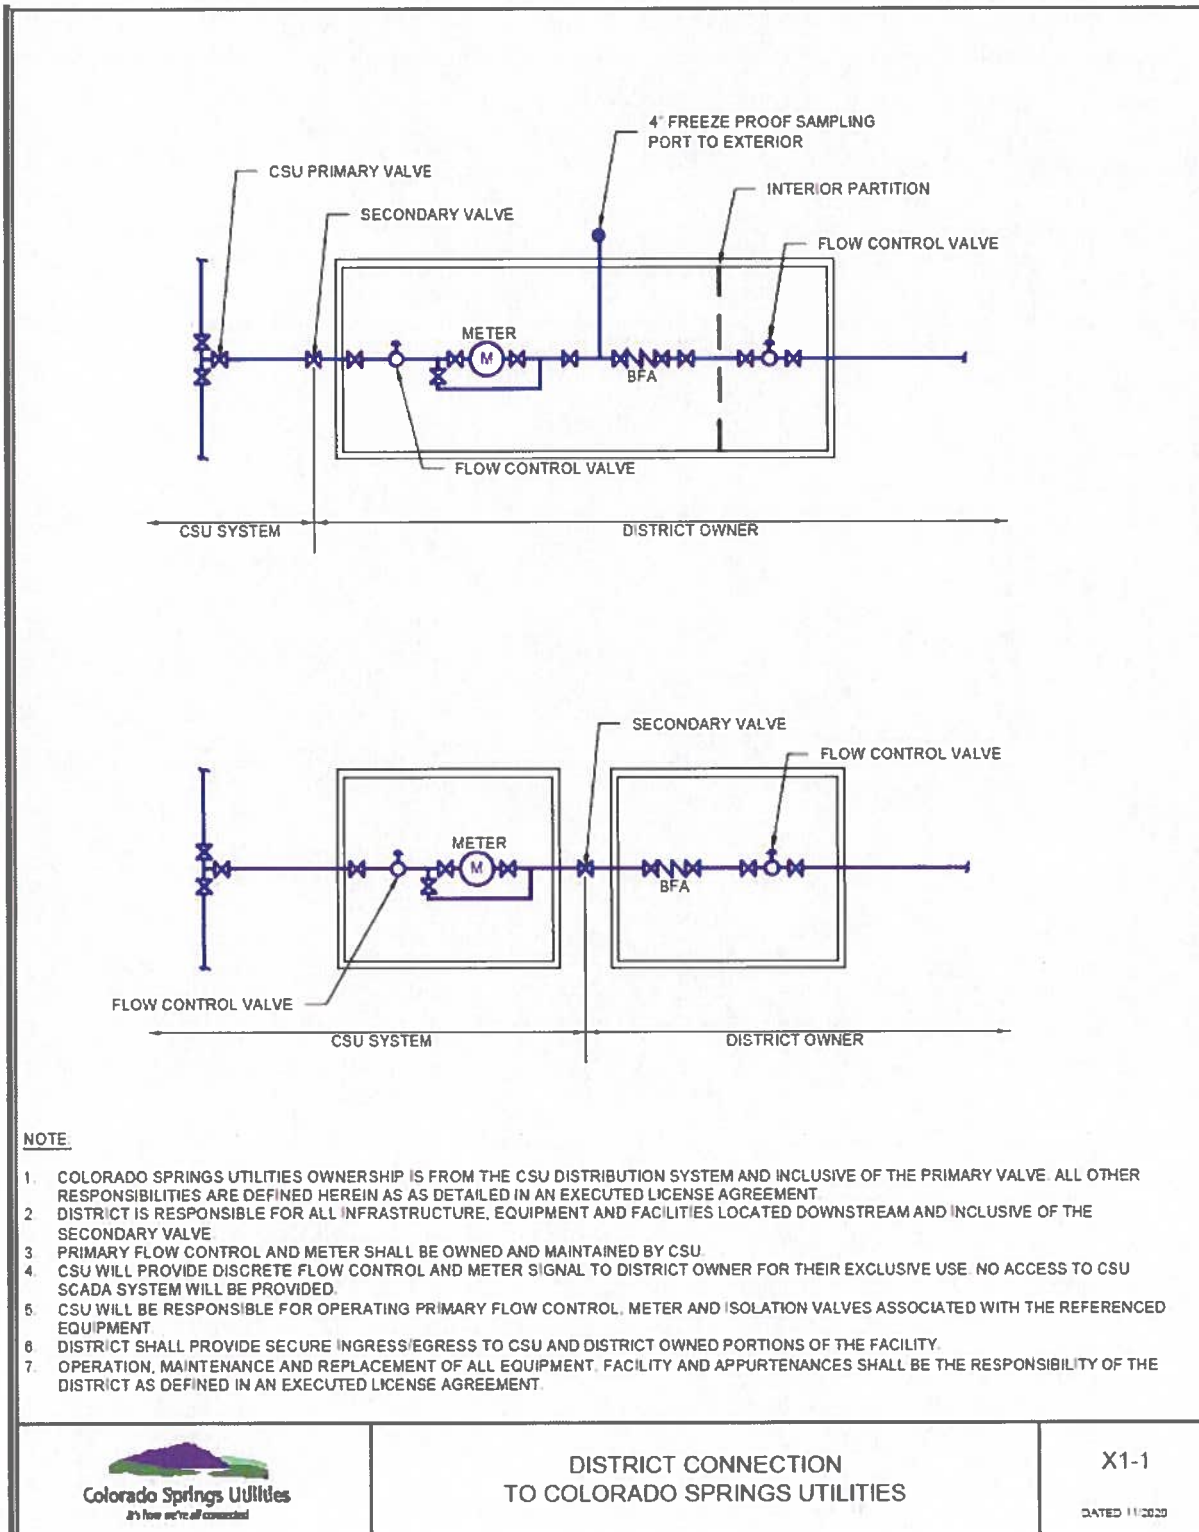 4" FREEZE PROOF SAMPLING
PORT TO EXTERIOR
CSU PRIMARY VALVE
INTERIOR PARTITION
SECONDARY VALVE
FLOW CONTROL VALVE
METER
M
BFA
FLOW CONTROL VALVE
CSU SYSTEM
DISTRICT OWNER
SECONDARY VALVE
FLOW CONTROL VALVE
METER
M
BFA
FLOW CONTROL VALVE
CSU SYSTEM
DISTRICT OWNER
NOTE:
1. COLORADO SPRINGS UTILITIES OWNERSHIP IS FROM THE CSU DISTRIBUTION SYSTEM AND INCLUSIVE OF THE PRIMARY VALVE. ALL OTHER
RESPONSIBILITIES ARE DEFINED HEREIN AS AS DETAILED IN AN EXECUTED LICENSE AGREEMENT
2. DISTRICT IS RESPONSIBLE FOR ALL INFRASTRUCTURE, EQUIPMENT AND FACILITIES LOCATED DOWNSTREAM AND INCLUSIVE OF THE
SECONDARY VALVE
3. PRIMARY FLOW CONTROL AND METER SHALL BE OWNED AND MAINTAINED BY CSU.
4. CSU WILL PROVIDE DISCRETE FLOW CONTROL AND METER SIGNAL TO DISTRICT OWNER FOR THEIR EXCLUSIVE USE. NO ACCESS TO CSU
SCADA SYSTEM WILL BE PROVIDED.
5. CSU WILL BE RESPONSIBLE FOR OPERATING PRIMARY FLOW CONTROL, METER AND ISOLATION VALVES ASSOCIATED WITH THE REFERENCED
EQUIPMENT
6. DISTRICT SHALL PROVIDE SECURE INGRESS/EGRESS TO CSU AND DISTRICT OWNED PORTIONS OF THE FACILITY.
7. OPERATION, MAINTENANCE AND REPLACEMENT OF ALL EQUIPMENT, FACILITY AND APPURTENANCES SHALL BE THE RESPONSIBILITY OF THE
DISTRICT AS DEFINED IN AN EXECUTED LICENSE AGREEMENT.
Colorado Springs Utilities
It's how we're all connected
DISTRICT CONNECTION
TO COLORADO SPRINGS UTILITIES
X1-1
DATED 11/2020